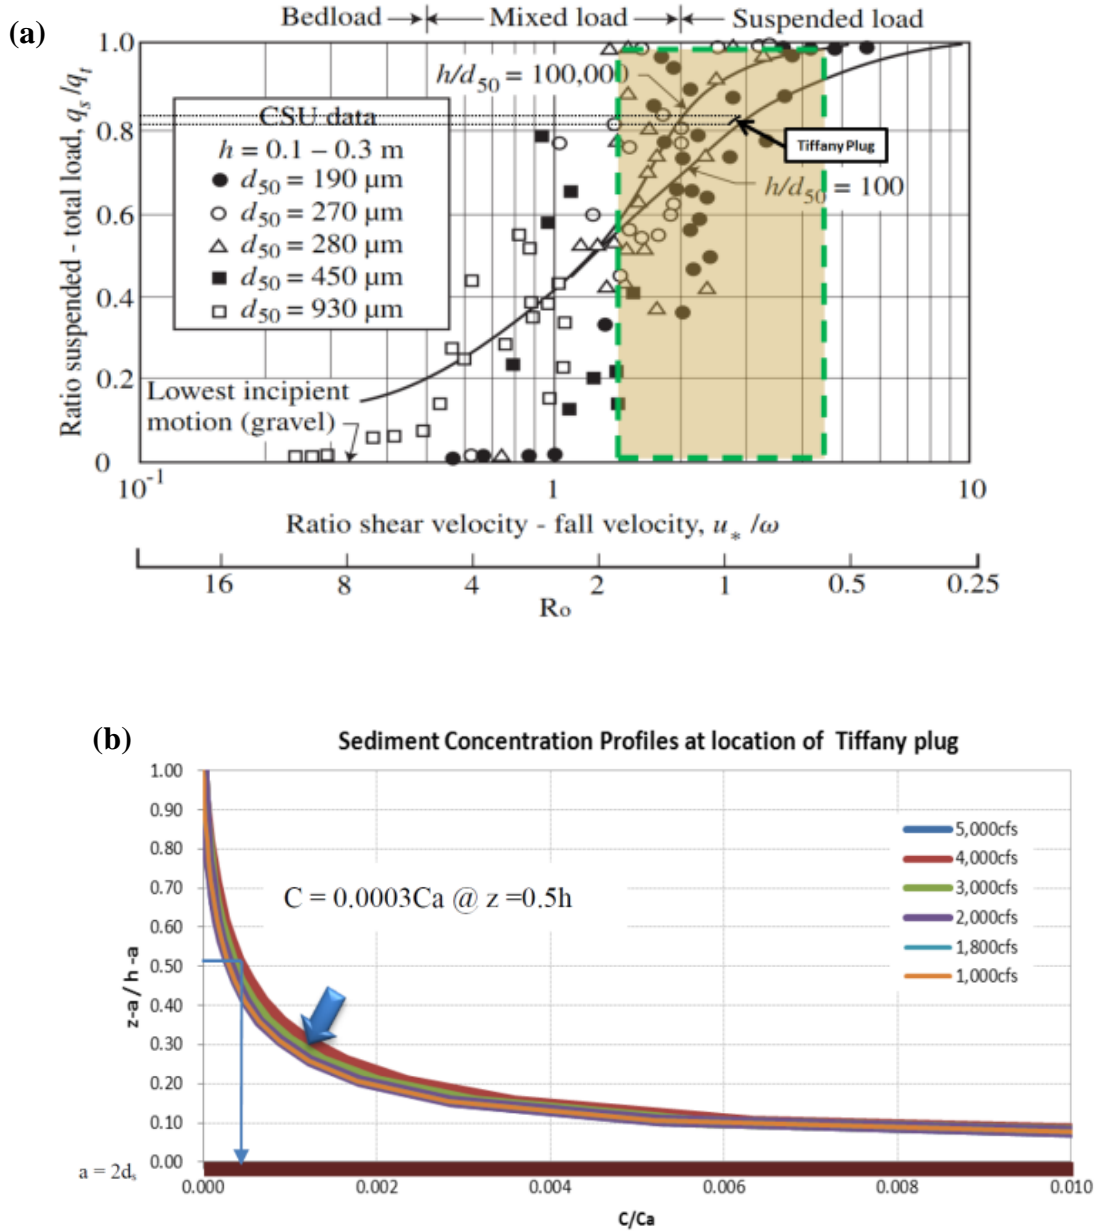 (a)
Bedload
Mixed load
Suspended load
1.0
0.8
0.6
0.4
0.2
0
Ratio suspended - total load, qs /qt
h/d50 = 100,000
CSU data
h = 0.1 – 0.3 m
d50 = 190 μm
d50 = 270 μm
d50 = 280 μm
d50 = 450 μm
d50 = 930 μm
Tiffany Plug
h/d50 = 100
Lowest incipient
motion (gravel)
10-1
1
10
Ratio shear velocity - fall velocity, u* /ω
16
8
4
2
1
0.5
0.25
Ro
(b)
Sediment Concentration Profiles at location of Tiffany plug
1.00
0.90
0.80
0.70
0.60
0.50
0.40
0.30
0.20
0.10
0.00
z-a / h -a
C = 0.0003Ca @ z =0.5h
5,000cfs
4,000cfs
3,000cfs
2,000cfs
1,800cfs
1,000cfs
a = 2ds
0.000
0.002
0.004
0.006
0.008
0.010
C/Ca